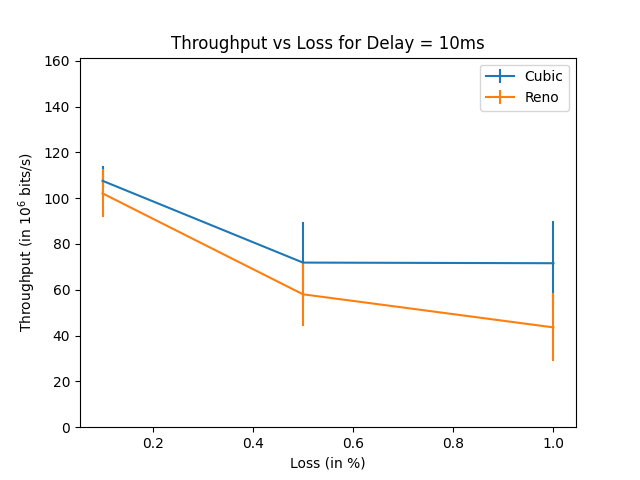 Throughput vs Loss for Delay = 10ms
Throughput (in 10⁶ bits/s)
160
140
120
100
80
60
40
20
0
Cubic
Reno
0.2 0.4 0.6 0.8 1.0
Loss (in %)